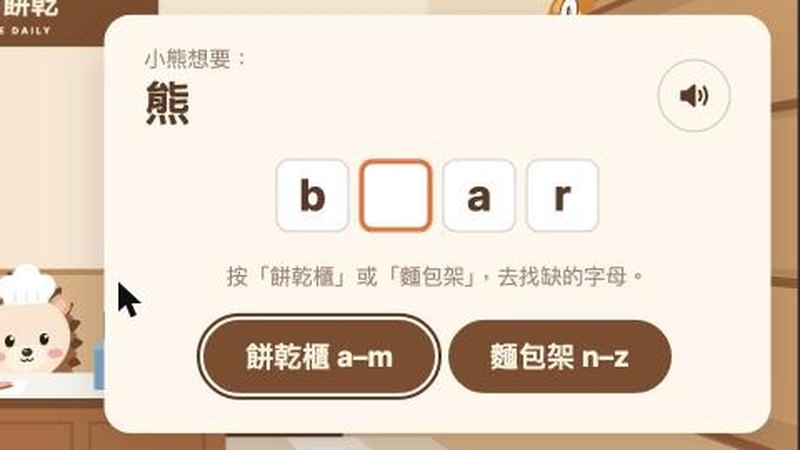 餅乾
E DAILY
小熊想要：
熊
b a r
按「餅乾櫃」或「麵包架」，去找缺的字母。
餅乾櫃 a–m
麵包架 n–z